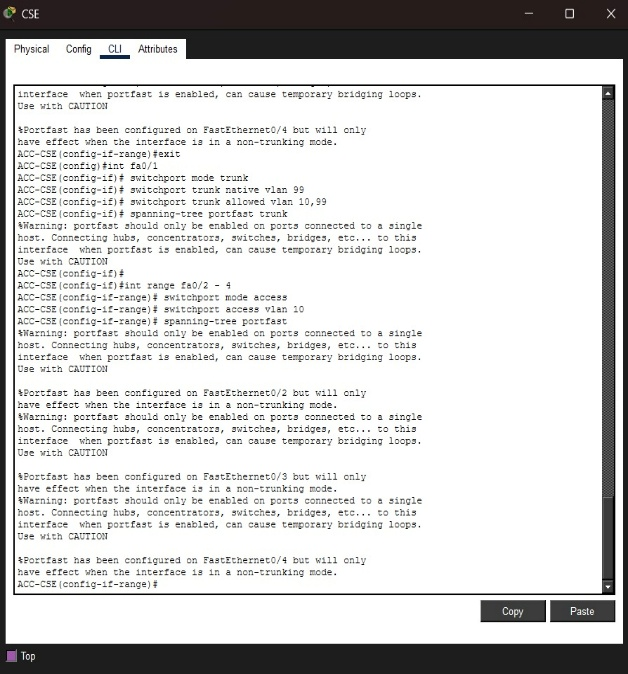 CSE
Physical Config CLI Attributes
interface  when portfast is enabled, can cause temporary bridging loops.
Use with CAUTION
%Portfast has been configured on FastEthernet0/4 but will only
have effect when the interface is in a non-trunking mode.
ACC-CSE(config-if-range)#exit
ACC-CSE(config)#int fa0/1
ACC-CSE(config-if)# switchport mode trunk
ACC-CSE(config-if)# switchport trunk native vlan 99
ACC-CSE(config-if)# switchport trunk allowed vlan 10,99
ACC-CSE(config-if)# spanning-tree portfast trunk
%Warning: portfast should only be enabled on ports connected to a single
host. Connecting hubs, concentrators, switches, bridges, etc... to this
interface  when portfast is enabled, can cause temporary bridging loops.
Use with CAUTION
ACC-CSE(config-if)#
ACC-CSE(config-if)#int range fa0/2 - 4
ACC-CSE(config-if-range)# switchport mode access
ACC-CSE(config-if-range)# switchport access vlan 10
ACC-CSE(config-if-range)# spanning-tree portfast
%Warning: portfast should only be enabled on ports connected to a single
host. Connecting hubs, concentrators, switches, bridges, etc... to this
interface  when portfast is enabled, can cause temporary bridging loops.
Use with CAUTION
%Portfast has been configured on FastEthernet0/2 but will only
have effect when the interface is in a non-trunking mode.
%Warning: portfast should only be enabled on ports connected to a single
host. Connecting hubs, concentrators, switches, bridges, etc... to this
interface  when portfast is enabled, can cause temporary bridging loops.
Use with CAUTION
%Portfast has been configured on FastEthernet0/3 but will only
have effect when the interface is in a non-trunking mode.
%Warning: portfast should only be enabled on ports connected to a single
host. Connecting hubs, concentrators, switches, bridges, etc... to this
interface  when portfast is enabled, can cause temporary bridging loops.
Use with CAUTION
%Portfast has been configured on FastEthernet0/4 but will only
have effect when the interface is in a non-trunking mode.
ACC-CSE(config-if-range)#
Copy Paste
Top